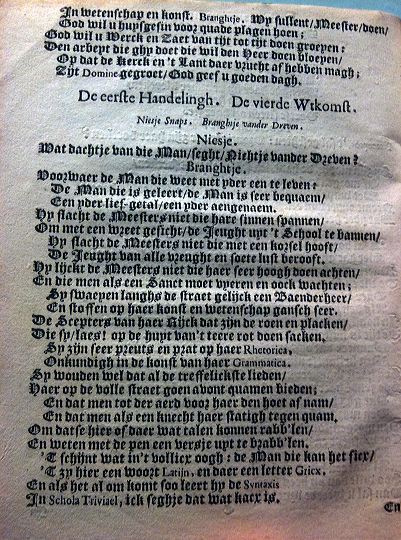 In wetenschap en konst. Branghtje. Wy sullent/Meester/doen/
God wil u huysgesin voor quade plagen hoen;
God wil u Werck en Zaet van tijt tot tijt doen groeyen:
Den arbeyt die ghy doet die wil den Heer doen bloeyen/
Op dat de Kerck en 't Lant daer vrucht af hebben magh;
Zijt Domine gegroet/God geef u goeden dagh.
De eerste Handelingh. De vierde Wtkomst.
Niesje Snaps. Branghtje vander Dreven.
Niesje.
Wat dachtje van die Man/seght/Nichtje vander Dreven?
Branghtje.
Voorwaer de Man die weet met yder een te leven:
De Man die is geleert/de Man is seer bequaem/
Een yder lief-getal/een yder aengenaem.
Hy slacht de Meesters niet die hare sinnen spannen/
Om met een wreet gesicht/de Jeught uyt 't School te bannen/
Hy slacht de Meesters niet die met een korsel hooft/
De Jeught van alle vreught en soete lust berooft.
Hy lijckt de Meesters niet die haer seer hoogh doen achten/
En die men als een Sanct moet vyeren en oock wachten;
Sy swaeyen langhs de straet gelijck een Baenderheer/
En stoffen op haer konst en wetenschap gansch seer.
De Scepters van haer Rijck dat zijn de roen en placken/
Die sy/laes! op de huyt van 't teere rot doen sacken.
Sy zijn seer preuts en prat op haer Rhetorica,
Onkundigh in de konst van haer Grammatica.
Sy wouden wel dat al de treffelickste lieden/
Haer op de volle straet goen avont quamen bieden;
En dat men tot der aerd voor haer den hoet af nam/
En dat men als een knecht haer statigh tegen quam.
Om datse hier of daer wat talen konnen rabb'len/
En weten met de pen een versje uyt te krabb'len.
'T schijnt wat in't vollicx oogh: de Man die kan het siex/
'T zy hier een woort Latijn, en daer een letter Gricx.
En als het al om komt soo leert hy de Syntaxis
In Schola Triviael, ick segh je dat wat raex is.
En